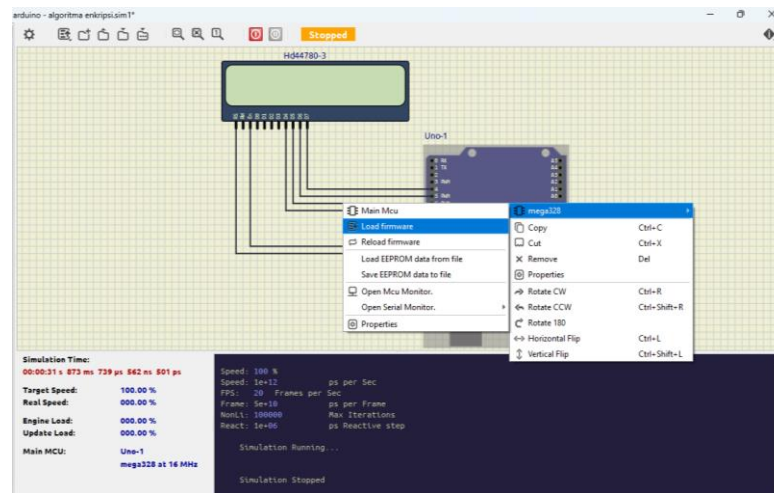 arduino - algoritma enkripsi.sim1*
Stopped
Hd44780-3
Uno-1
Main Mcu
Load firmware
Reload firmware
Load EEPROM data from file
Save EEPROM data to file
Open Mcu Monitor.
Open Serial Monitor.
Properties
mega328
Copy Ctrl+C
Cut Ctrl+X
Remove Del
Properties
Rotate CW Ctrl+R
Rotate CCW Ctrl+Shift+R
Rotate 180
Horizontal Flip Ctrl+L
Vertical Flip Ctrl+Shift+L
Simulation Time:
00:00:31 s 873 ms 739 µs 562 ns 501 ps
Target Speed: 100.00 %
Real Speed: 000.00 %
Engine Load: 000.00 %
Update Load: 000.00 %
Main MCU: Uno-1
mega328 at 16 MHz
Speed: 100 %
Speed: 1e+12 ps per Sec
FPS: 20 Frames per Sec
Frame: 5e+10 ps per Frame
NonLi: 100000 Max Iterations
React: 1e+06 ps Reactive step
Simulation Running...
Simulation Stopped